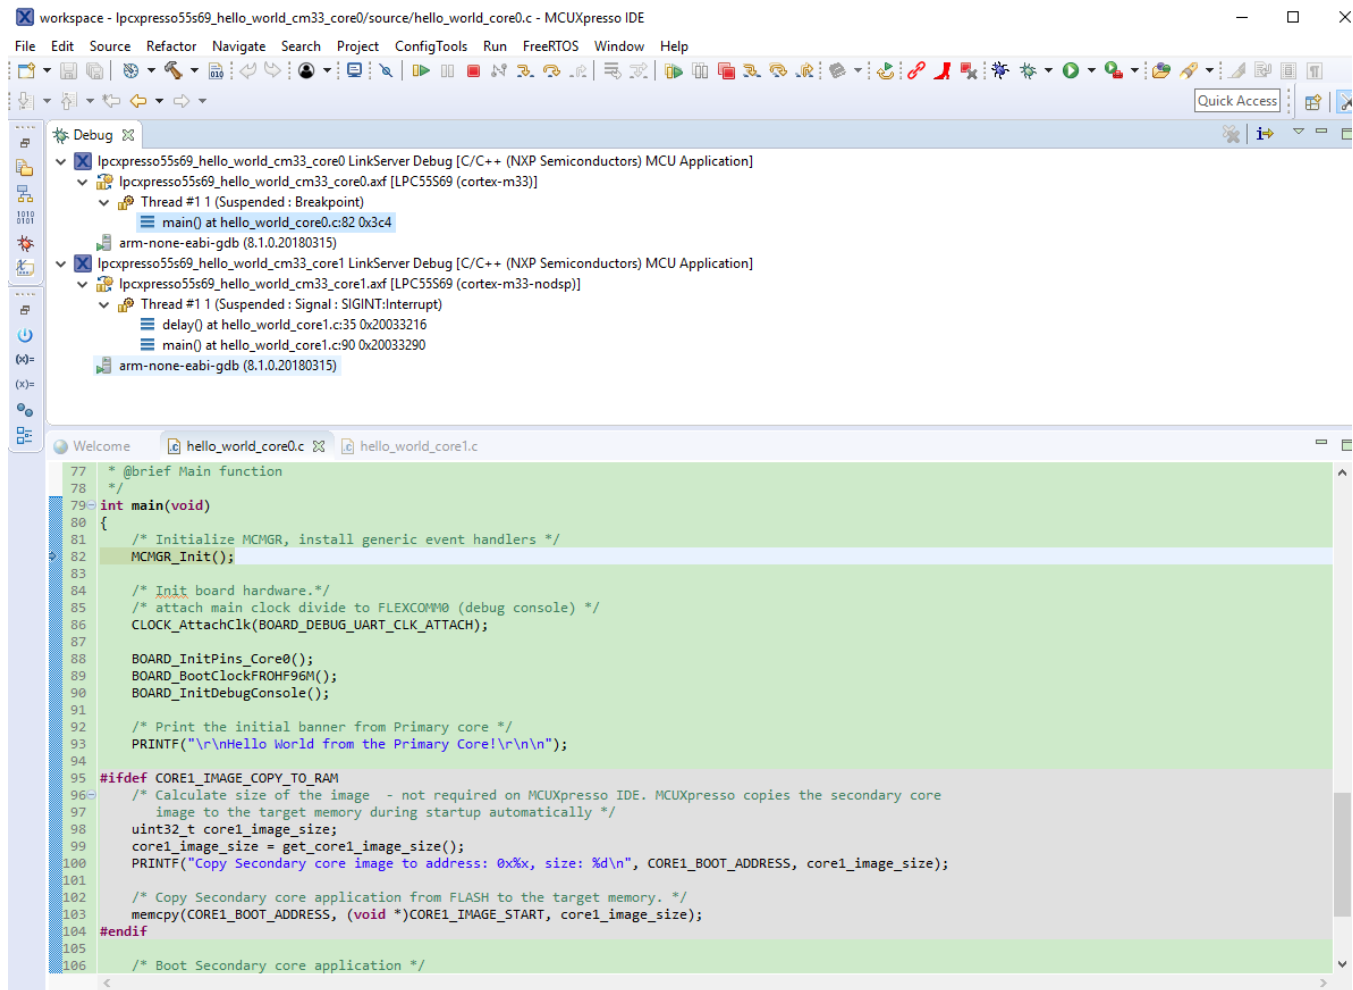 workspace - lpcxpresso55s69_hello_world_cm33_core0/source/hello_world_core0.c - MCUXpresso IDE
File Edit Source Refactor Navigate Search Project ConfigTools Run FreeRTOS Window Help
Quick Access
Debug
lpcxpresso55s69_hello_world_cm33_core0 LinkServer Debug [C/C++ (NXP Semiconductors) MCU Application]
lpcxpresso55s69_hello_world_cm33_core0.axf [LPC55S69 (cortex-m33)]
Thread #1 1 (Suspended : Breakpoint)
main() at hello_world_core0.c:82 0x3c4
arm-none-eabi-gdb (8.1.0.20180315)
lpcxpresso55s69_hello_world_cm33_core1 LinkServer Debug [C/C++ (NXP Semiconductors) MCU Application]
lpcxpresso55s69_hello_world_cm33_core1.axf [LPC55S69 (cortex-m33-nodsp)]
Thread #1 1 (Suspended : Signal : SIGINT:Interrupt)
delay() at hello_world_core1.c:35 0x20033216
main() at hello_world_core1.c:90 0x20033290
arm-none-eabi-gdb (8.1.0.20180315)
Welcome hello_world_core0.c hello_world_core1.c
77 * @brief Main function
78 */
79 int main(void)
80 {
81 /* Initialize MCMGR, install generic event handlers */
82 MCMGR_Init();
83
84 /* Init board hardware.*/
85 /* attach main clock divide to FLEXCOMM0 (debug console) */
86 CLOCK_AttachClk(BOARD_DEBUG_UART_CLK_ATTACH);
87
88 BOARD_InitPins_Core0();
89 BOARD_BootClockFROHF96M();
90 BOARD_InitDebugConsole();
91
92 /* Print the initial banner from Primary core */
93 PRINTF("\r\nHello World from the Primary Core!\r\n\n");
94
95 #ifdef CORE1_IMAGE_COPY_TO_RAM
96 /* Calculate size of the image  - not required on MCUXpresso IDE. MCUXpresso copies the secondary core
97 image to the target memory during startup automatically */
98 uint32_t core1_image_size;
99 core1_image_size = get_core1_image_size();
100 PRINTF("Copy Secondary core image to address: 0x%x, size: %d\n", CORE1_BOOT_ADDRESS, core1_image_size);
101
102 /* Copy Secondary core application from FLASH to the target memory. */
103 memcpy(CORE1_BOOT_ADDRESS, (void *)CORE1_IMAGE_START, core1_image_size);
104 #endif
105
106 /* Boot Secondary core application */